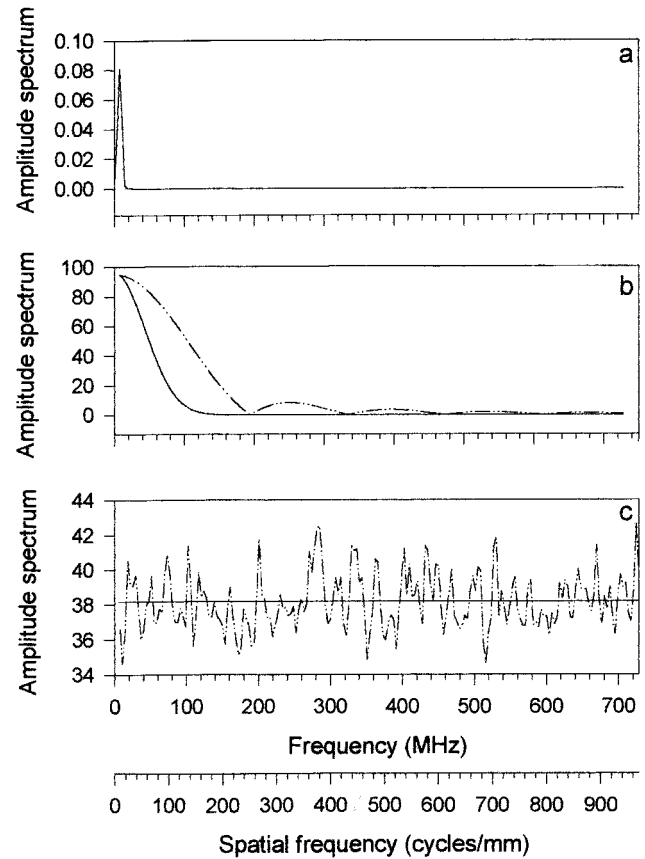 Amplitude spectrum
0.10
0.08
0.06
0.04
0.02
0.00
a
Amplitude spectrum
100
80
60
40
20
0
b
Amplitude spectrum
44
42
40
38
36
34
c
0 100 200 300 400 500 600 700
Frequency (MHz)
0 100 200 300 400 500 600 700 800 900
Spatial frequency (cycles/mm)